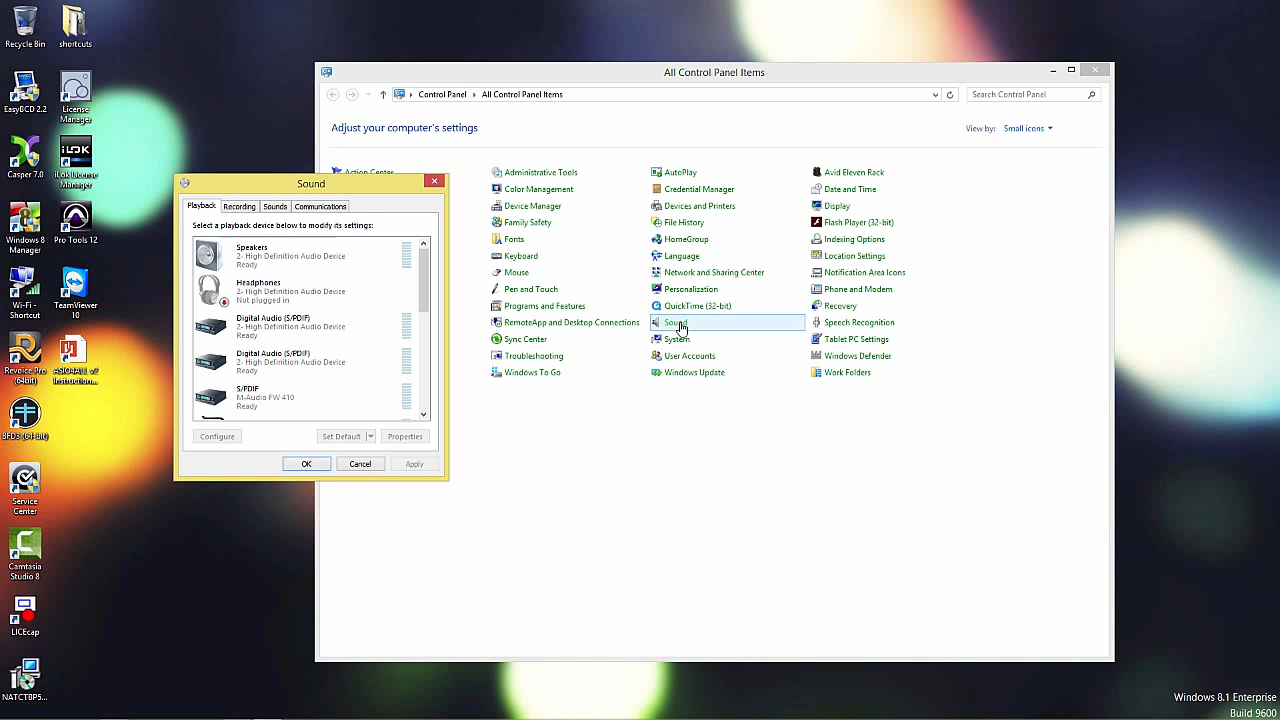 Recycle Bin
shortcuts
EasyBCD 2.2
License Manager
Casper 7.0
iLOK
iLok License Manager
Windows 8 Manager
Pro Tools 12
Wi-Fi - Shortcut
TeamViewer 10
Revoice Pro (64bit)
ASIO4ALL v2 Instruction...
BFD3 (64-bit)
Service Center
Camtasia Studio 8
LICEcap
NATCTBP5...
All Control Panel Items
Control Panel
All Control Panel Items
Search Control Panel
Adjust your computer's settings
View by: Small icons
Action Center
Administrative Tools
AutoPlay
Avid Eleven Rack
Color Management
Credential Manager
Date and Time
Device Manager
Devices and Printers
Display
Family Safety
File History
Flash Player (32-bit)
Fonts
HomeGroup
Indexing Options
Keyboard
Language
Location Settings
Mouse
Network and Sharing Center
Notification Area Icons
Pen and Touch
Personalization
Phone and Modem
Programs and Features
QuickTime (32-bit)
Recovery
RemoteApp and Desktop Connections
Sound
Speech Recognition
Sync Center
System
Tablet PC Settings
Troubleshooting
User Accounts
Windows Defender
Windows To Go
Windows Update
Work Folders
Sound
Playback
Recording
Sounds
Communications
Select a playback device below to modify its settings:
Speakers
2- High Definition Audio Device
Ready
Headphones
2- High Definition Audio Device
Not plugged in
Digital Audio (S/PDIF)
2- High Definition Audio Device
Ready
Digital Audio (S/PDIF)
2- High Definition Audio Device
Ready
S/PDIF
M-Audio FW 410
Ready
Configure
Set Default
Properties
OK
Cancel
Apply
Windows 8.1 Enterprise
Build 9600